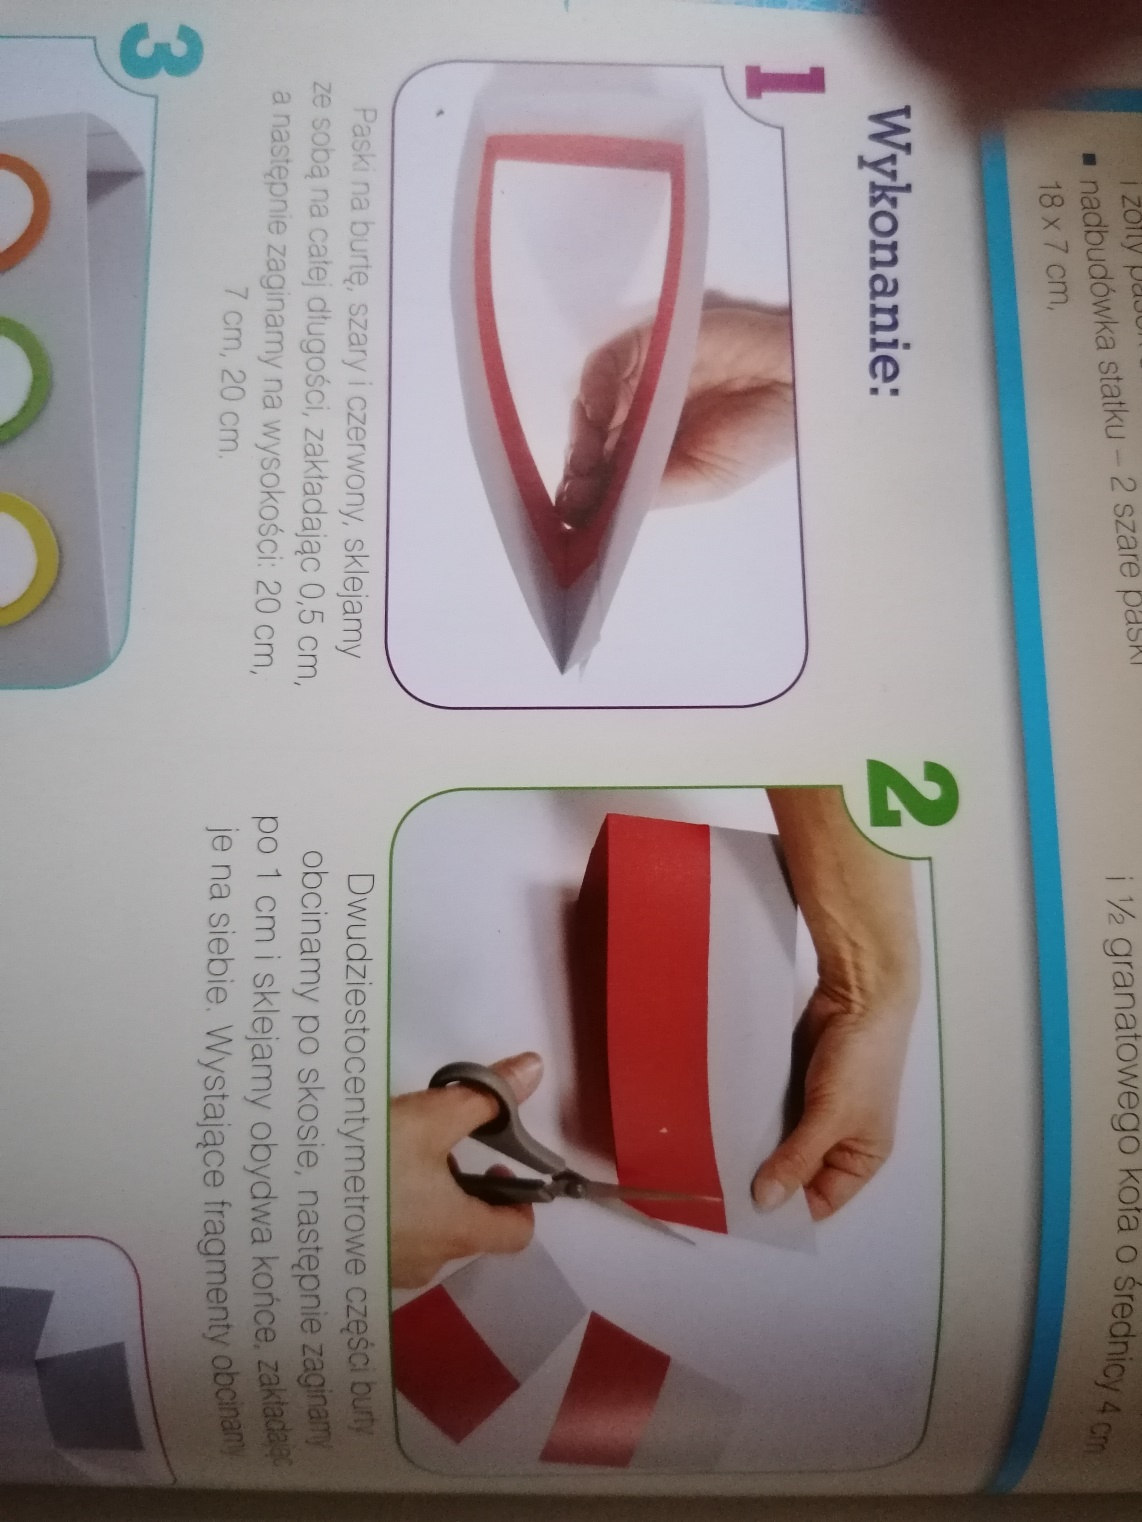 i żółty
■ nadbudówka statku – 2 szare paski
18 x 7 cm,
i ½ granatowego koła o średnicy 4 cm
Wykonanie:
1
Paski na burtę, szary i czerwony, sklejamy
ze sobą na całej długości, zakładając 0,5 cm,
a następnie zaginamy na wysokości: 20 cm,
7 cm, 20 cm.
2
Dwudziestocentymetrowe części burty
obcinamy po skosie, następnie zaginamy
po 1 cm i sklejamy obydwa końce, zakładając
je na siebie. Wystające fragmenty obcinamy.
3